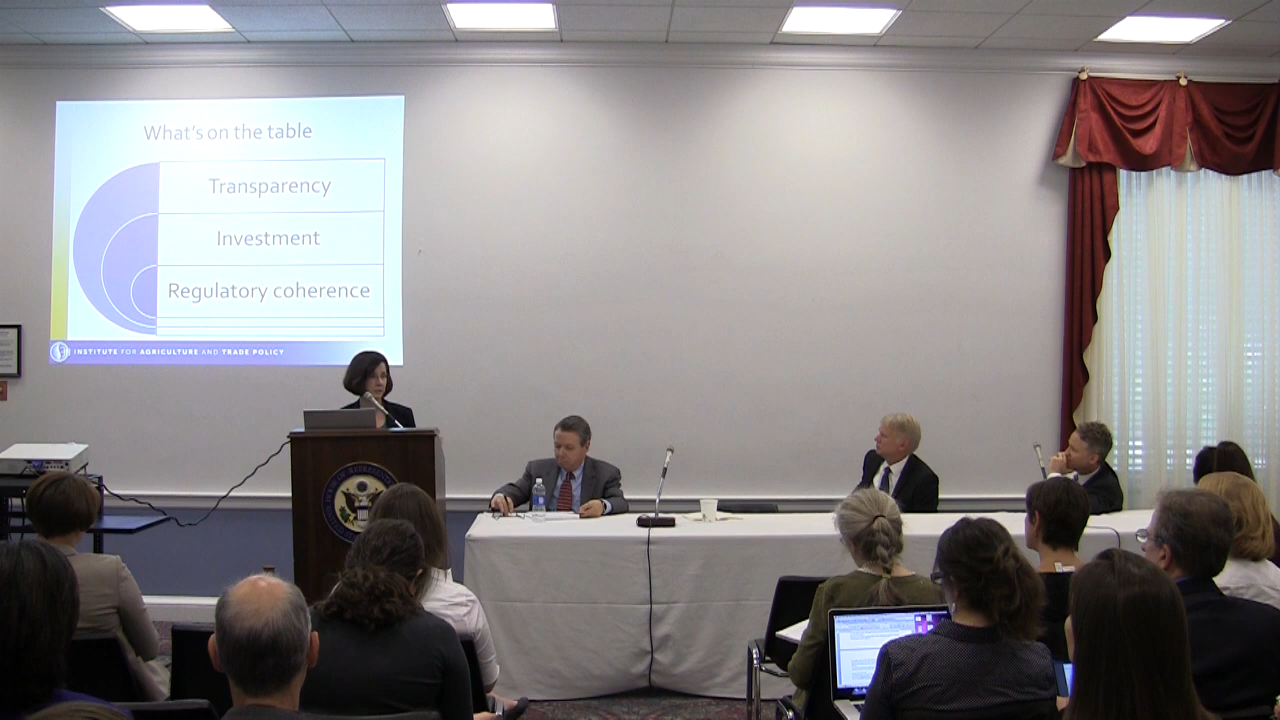 What's on the table
Transparency
Investment
Regulatory coherence
INSTITUTE FOR AGRICULTURE AND TRADE POLICY